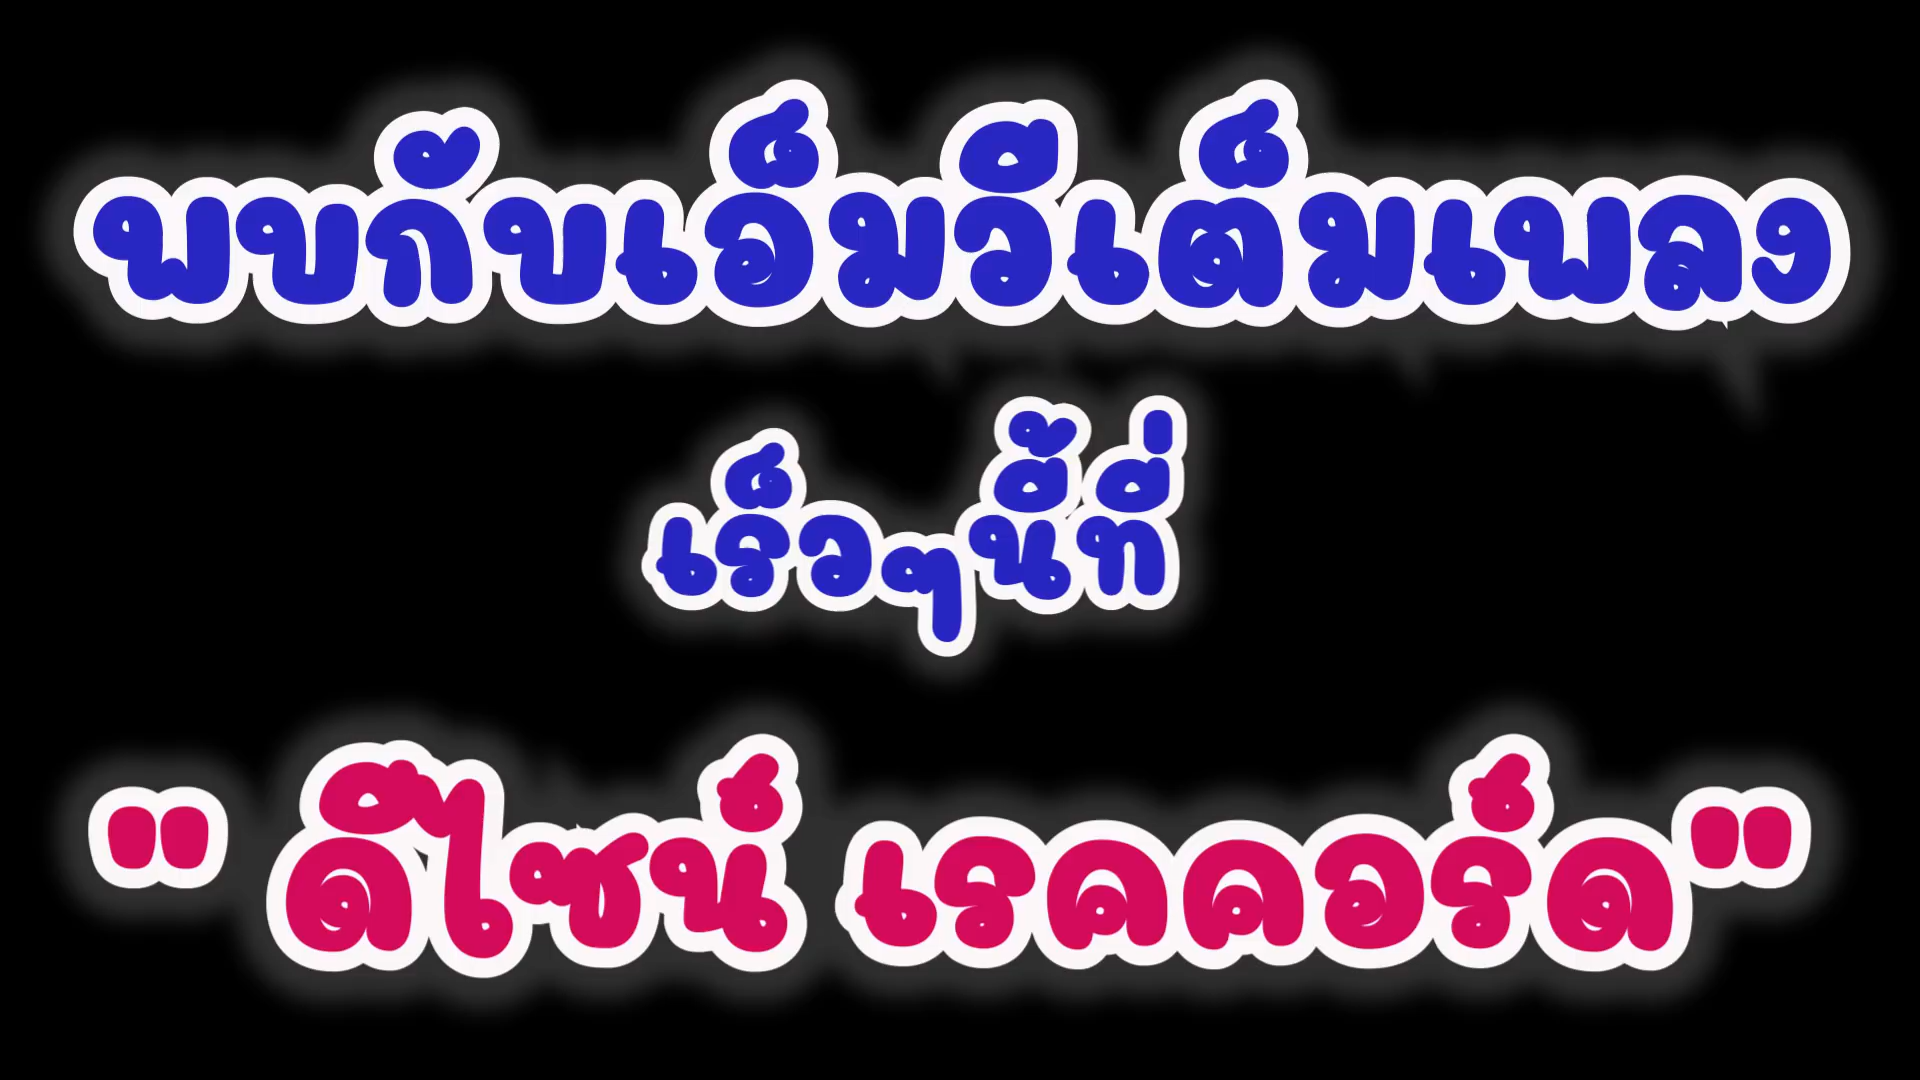 พบกับเอ็มวีเต็มเพลง
เร็วๆนี้ที่
" ดีไซน์ เรคคอร์ด"